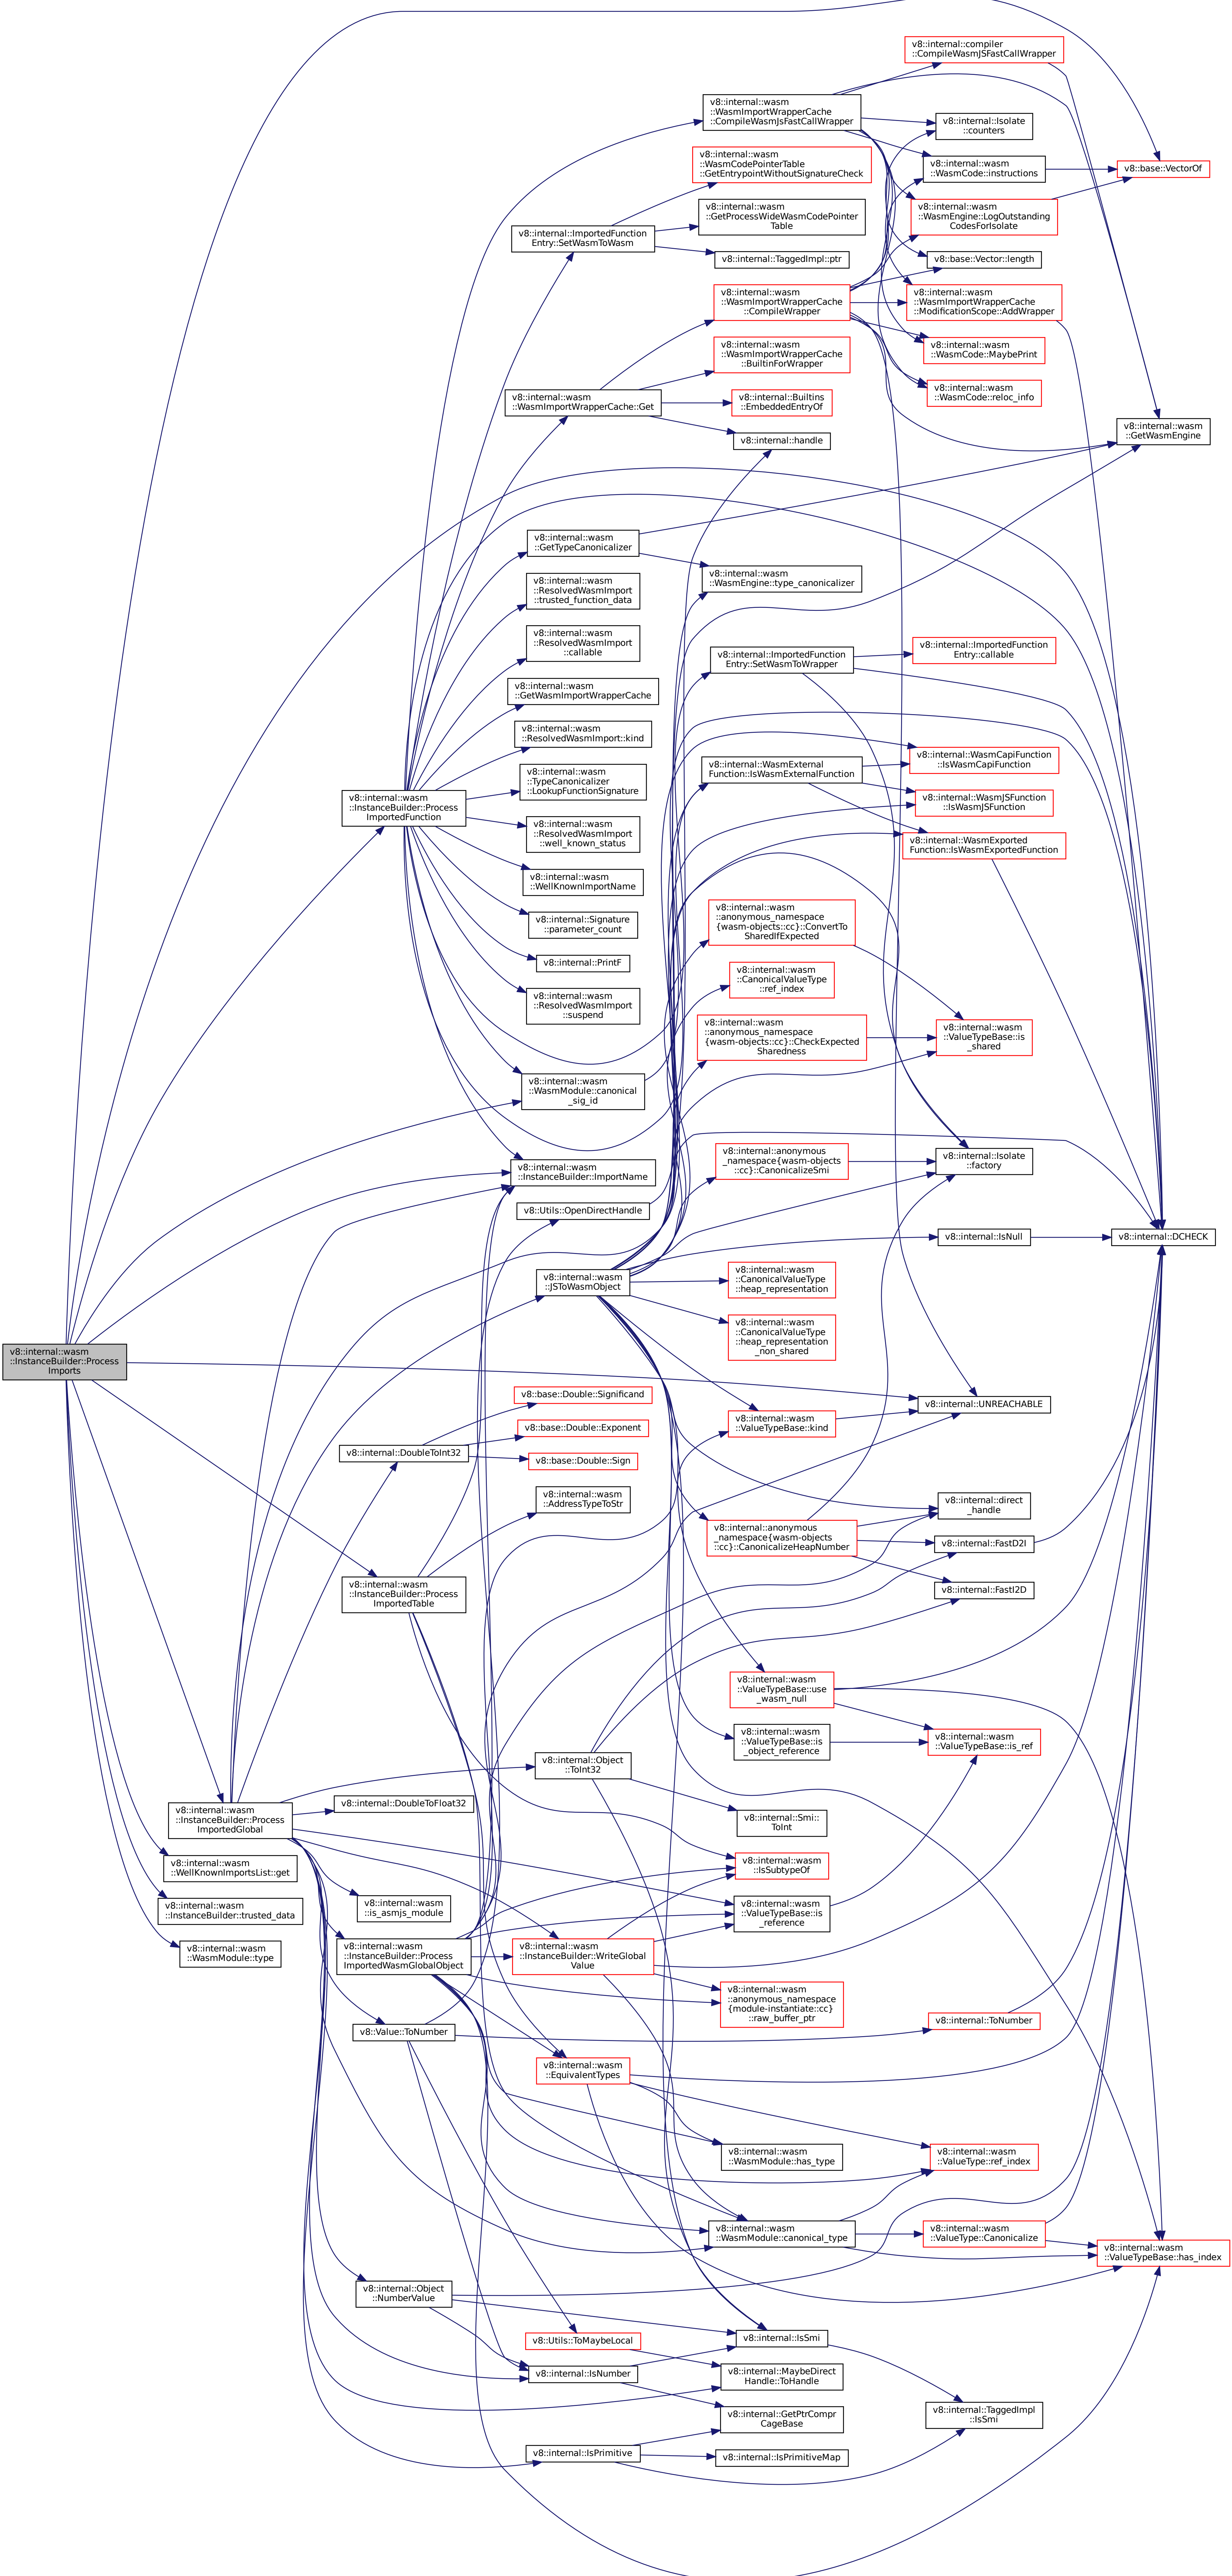 v8::internal::wasm
::InstanceBuilder::Process
Imports
v8::internal::wasm
::InstanceBuilder::Process
ImportedFunction
v8::internal::DoubleToInt32
v8::internal::wasm
::InstanceBuilder::Process
ImportedTable
v8::internal::wasm
::InstanceBuilder::Process
ImportedGlobal
v8::internal::wasm
::WellKnownImportsList::get
v8::internal::wasm
::InstanceBuilder::trusted_data
v8::internal::wasm
::WasmModule::type
v8::internal::DoubleToFloat32
v8::internal::wasm
::is_asmjs_module
v8::internal::wasm
::InstanceBuilder::Process
ImportedWasmGlobalObject
v8::Value::ToNumber
v8::internal::Object
::NumberValue
v8::internal::ImportedFunction
Entry::SetWasmToWasm
v8::internal::wasm
::WasmImportWrapperCache::Get
v8::internal::wasm
::GetTypeCanonicalizer
v8::internal::wasm
::ResolvedWasmImport
::trusted_function_data
v8::internal::wasm
::ResolvedWasmImport
::callable
v8::internal::wasm
::GetWasmImportWrapperCache
v8::internal::wasm
::ResolvedWasmImport::kind
v8::internal::wasm
::TypeCanonicalizer
::LookupFunctionSignature
v8::internal::wasm
::ResolvedWasmImport
::well_known_status
v8::internal::wasm
::WellKnownImportName
v8::internal::Signature
::parameter_count
v8::internal::PrintF
v8::internal::wasm
::ResolvedWasmImport
::suspend
v8::internal::wasm
::WasmModule::canonical
_sig_id
v8::internal::wasm
::InstanceBuilder::ImportName
v8::Utils::OpenDirectHandle
v8::internal::wasm
::JSToWasmObject
v8::base::Double::Significand
v8::base::Double::Exponent
v8::base::Double::Sign
v8::internal::wasm
::AddressTypeToStr
v8::internal::Object
::ToInt32
v8::internal::wasm
::InstanceBuilder::WriteGlobal
Value
v8::internal::wasm
::EquivalentTypes
v8::Utils::ToMaybeLocal
v8::internal::IsNumber
v8::internal::IsPrimitive
v8::internal::wasm
::WasmImportWrapperCache
::CompileWasmJsFastCallWrapper
v8::internal::wasm
::WasmCodePointerTable
::GetEntrypointWithoutSignatureCheck
v8::internal::wasm
::GetProcessWideWasmCodePointer
Table
v8::internal::TaggedImpl::ptr
v8::internal::wasm
::WasmImportWrapperCache
::CompileWrapper
v8::internal::wasm
::WasmImportWrapperCache
::BuiltinForWrapper
v8::internal::Builtins
::EmbeddedEntryOf
v8::internal::handle
v8::internal::wasm
::WasmEngine::type_canonicalizer
v8::internal::ImportedFunction
Entry::SetWasmToWrapper
v8::internal::WasmExternal
Function::IsWasmExternalFunction
v8::internal::wasm
::anonymous_namespace
{wasm-objects::cc}::ConvertTo
SharedIfExpected
v8::internal::wasm
::CanonicalValueType
::ref_index
v8::internal::wasm
::anonymous_namespace
{wasm-objects::cc}::CheckExpected
Sharedness
v8::internal::anonymous
_namespace{wasm-objects
::cc}::CanonicalizeSmi
v8::internal::wasm
::CanonicalValueType
::heap_representation
v8::internal::wasm
::CanonicalValueType
::heap_representation
_non_shared
v8::internal::wasm
::ValueTypeBase::kind
v8::internal::anonymous
_namespace{wasm-objects
::cc}::CanonicalizeHeapNumber
v8::internal::wasm
::ValueTypeBase::use
_wasm_null
v8::internal::wasm
::ValueTypeBase::is
_object_reference
v8::internal::Smi::
ToInt
v8::internal::wasm
::IsSubtypeOf
v8::internal::wasm
::ValueTypeBase::is
_reference
v8::internal::wasm
::anonymous_namespace
{module-instantiate::cc}
::raw_buffer_ptr
v8::internal::wasm
::WasmModule::has_type
v8::internal::wasm
::WasmModule::canonical_type
v8::internal::IsSmi
v8::internal::MaybeDirect
Handle::ToHandle
v8::internal::GetPtrCompr
CageBase
v8::internal::IsPrimitiveMap
v8::internal::compiler
::CompileWasmJSFastCallWrapper
v8::internal::Isolate
::counters
v8::internal::wasm
::WasmCode::instructions
v8::internal::wasm
::WasmEngine::LogOutstanding
CodesForIsolate
v8::base::Vector::length
v8::internal::wasm
::WasmImportWrapperCache
::ModificationScope::AddWrapper
v8::internal::wasm
::WasmCode::MaybePrint
v8::internal::wasm
::WasmCode::reloc_info
v8::internal::ImportedFunction
Entry::callable
v8::internal::WasmCapiFunction
::IsWasmCapiFunction
v8::internal::WasmJSFunction
::IsWasmJSFunction
v8::internal::WasmExported
Function::IsWasmExportedFunction
v8::internal::wasm
::ValueTypeBase::is
_shared
v8::internal::Isolate
::factory
v8::internal::IsNull
v8::internal::UNREACHABLE
v8::internal::direct
_handle
v8::internal::FastD2I
v8::internal::FastI2D
v8::internal::wasm
::ValueTypeBase::is_ref
v8::internal::ToNumber
v8::internal::wasm
::ValueType::ref_index
v8::internal::wasm
::ValueType::Canonicalize
v8::internal::TaggedImpl
::IsSmi
v8::base::VectorOf
v8::internal::wasm
::GetWasmEngine
v8::internal::DCHECK
v8::internal::wasm
::ValueTypeBase::has_index